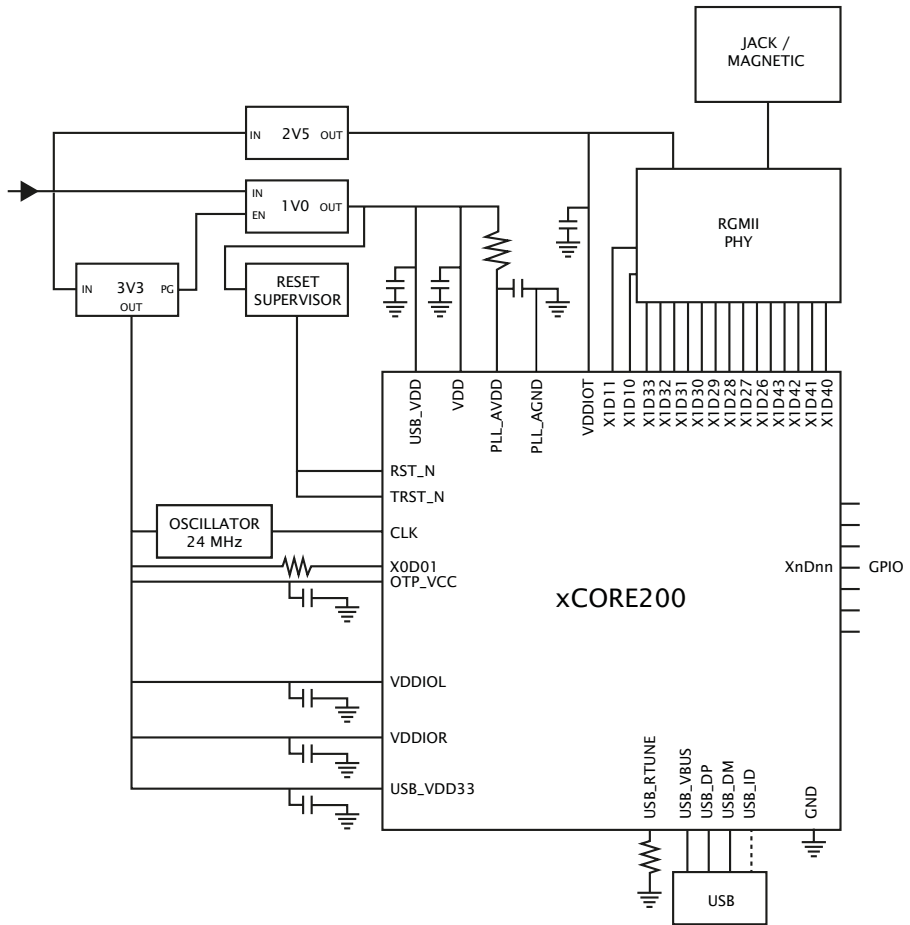 JACK /
MAGNETIC
IN 2V5 OUT
IN
1V0 OUT
EN
RGMII
PHY
IN 3V3 PG
OUT
RESET
SUPERVISOR
USB_VDD
VDD
PLL_AVDD
PLL_AGND
VDDIOT
X1D11
X1D10
X1D33
X1D32
X1D31
X1D30
X1D29
X1D28
X1D27
X1D26
X1D43
X1D42
X1D41
X1D40
RST_N
TRST_N
OSCILLATOR
24 MHz
CLK
X0D01
OTP_VCC
XnDnn GPIO
xCORE200
VDDIOL
VDDIOR
USB_VDD33
USB_RTUNE
USB_VBUS
USB_DP
USB_DM
USB_ID
GND
USB